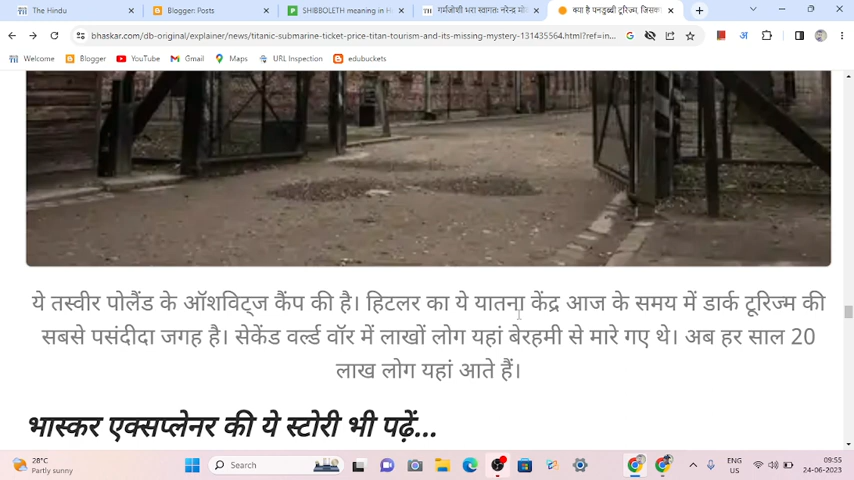 The Hindu
Blogger: Posts
SHIBBOLETH meaning in H
गर्मजोशी भरा स्वागतः नरेन्द्र मो
क्या है पनडुब्बी टूरिज्म, जिसक
bhaskar.com/db-original/explainer/news/titanic-submarine-ticket-price-titan-tourism-and-its-missing-mystery-131435564.html?ref=in...
Welcome
Blogger
YouTube
Gmail
Maps
URL Inspection
edubuckets
ये तस्वीर पोलैंड के ऑशविट्ज कैंप की है। हिटलर का ये यातना केंद्र आज के समय में डार्क टूरिज्म की
सबसे पसंदीदा जगह है। सेकेंड वर्ल्ड वॉर में लाखों लोग यहां बेरहमी से मारे गए थे। अब हर साल 20
लाख लोग यहां आते हैं।
भास्कर एक्सप्लेनर की ये स्टोरी भी पढ़ें...
28°C
Partly sunny
Search
ENG
US
09:55
24-06-2023